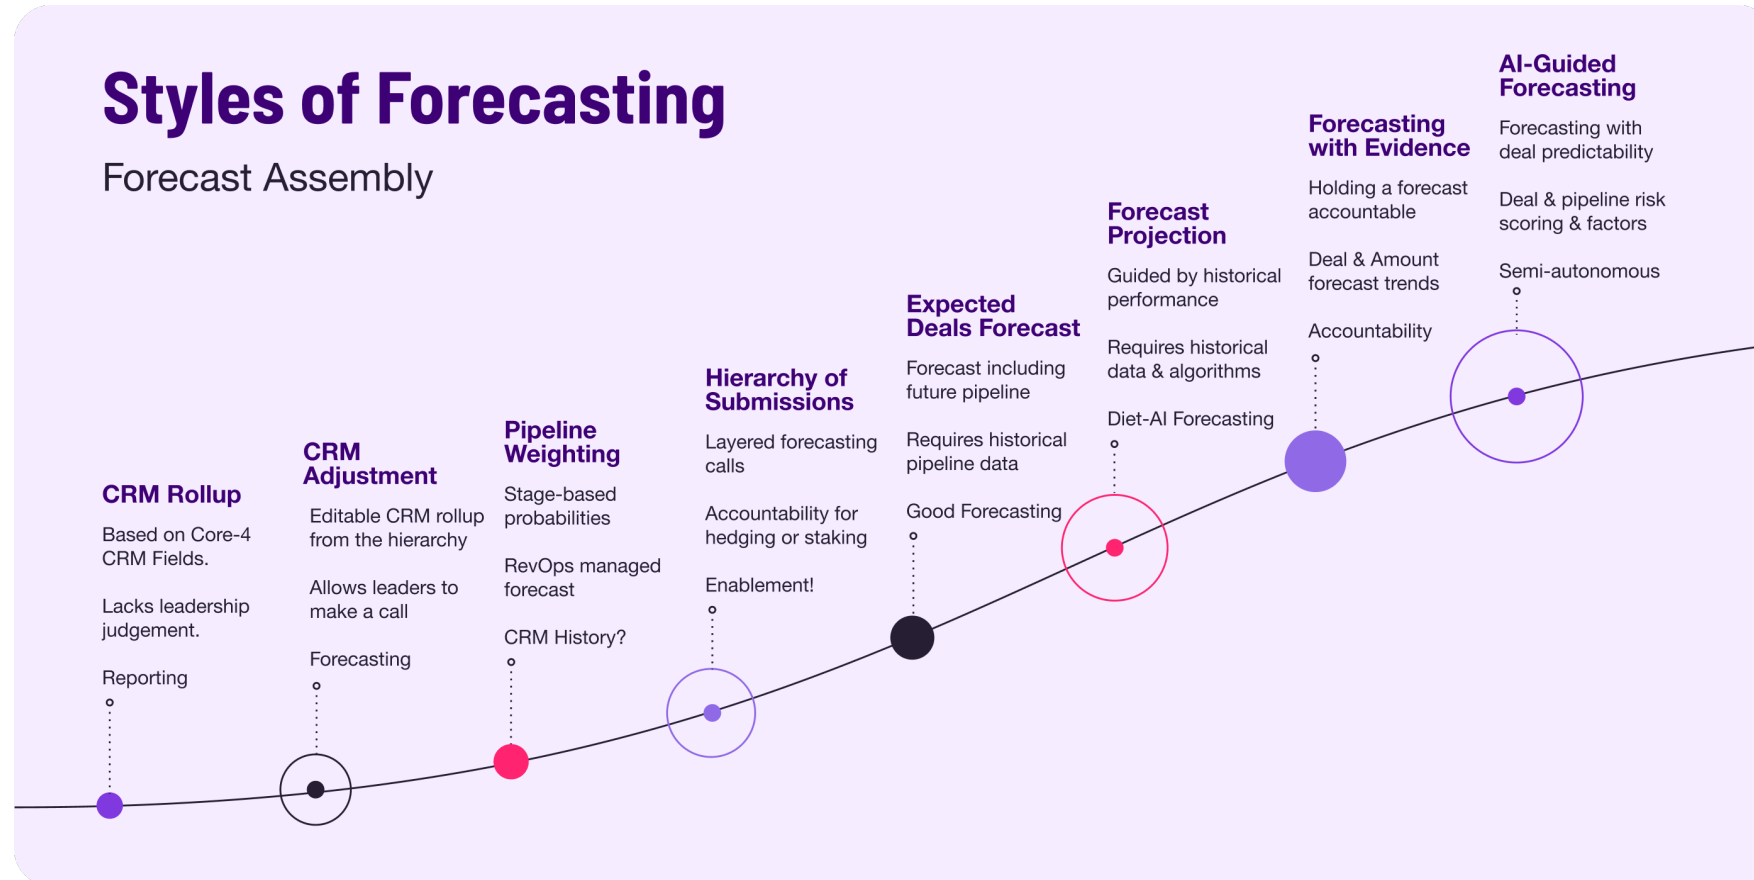 Styles of Forecasting
Forecast Assembly
CRM Rollup
Based on Core-4
CRM Fields.
Lacks leadership
judgement.
Reporting
CRM
Adjustment
Editable CRM rollup
from the hierarchy
Allows leaders to
make a call
Forecasting
Pipeline
Weighting
Stage-based
probabilities
RevOps managed
forecast
CRM History?
Hierarchy of
Submissions
Layered forecasting
calls
Accountability for
hedging or staking
Enablement!
Expected
Deals Forecast
Forecast including
future pipeline
Requires historical
pipeline data
Good Forecasting
Forecast
Projection
Guided by historical
performance
Requires historical
data & algorithms
Diet-AI Forecasting
Forecasting
with Evidence
Holding a forecast
accountable
Deal & Amount
forecast trends
Accountability
AI-Guided
Forecasting
Forecasting with
deal predictability
Deal & pipeline risk
scoring & factors
Semi-autonomous